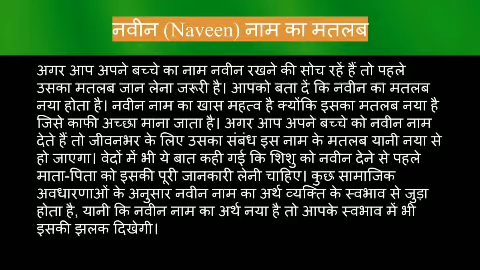 नवीन (Naveen) नाम का मतलब
अगर आप अपने बच्चे का नाम नवीन रखने की सोच रहें हैं तो पहले
उसका मतलब जान लेना जरूरी है। आपको बता दें कि नवीन का मतलब
नया होता है। नवीन नाम का खास महत्व है क्योंकि इसका मतलब नया है
जिसे काफी अच्छा माना जाता है। अगर आप अपने बच्चे को नवीन नाम
देते हैं तो जीवनभर के लिए उसका संबंध इस नाम के मतलब यानी नया से
हो जाएगा। वेदों में भी ये बात कही गई कि शिशु को नवीन देने से पहले
माता-पिता को इसकी पूरी जानकारी लेनी चाहिए। कुछ सामाजिक
अवधारणाओं के अनुसार नवीन नाम का अर्थ व्यक्ति के स्वभाव से जुड़ा
होता है, यानी कि नवीन नाम का अर्थ नया है तो आपके स्वभाव में भी
इसकी झलक दिखेगी।